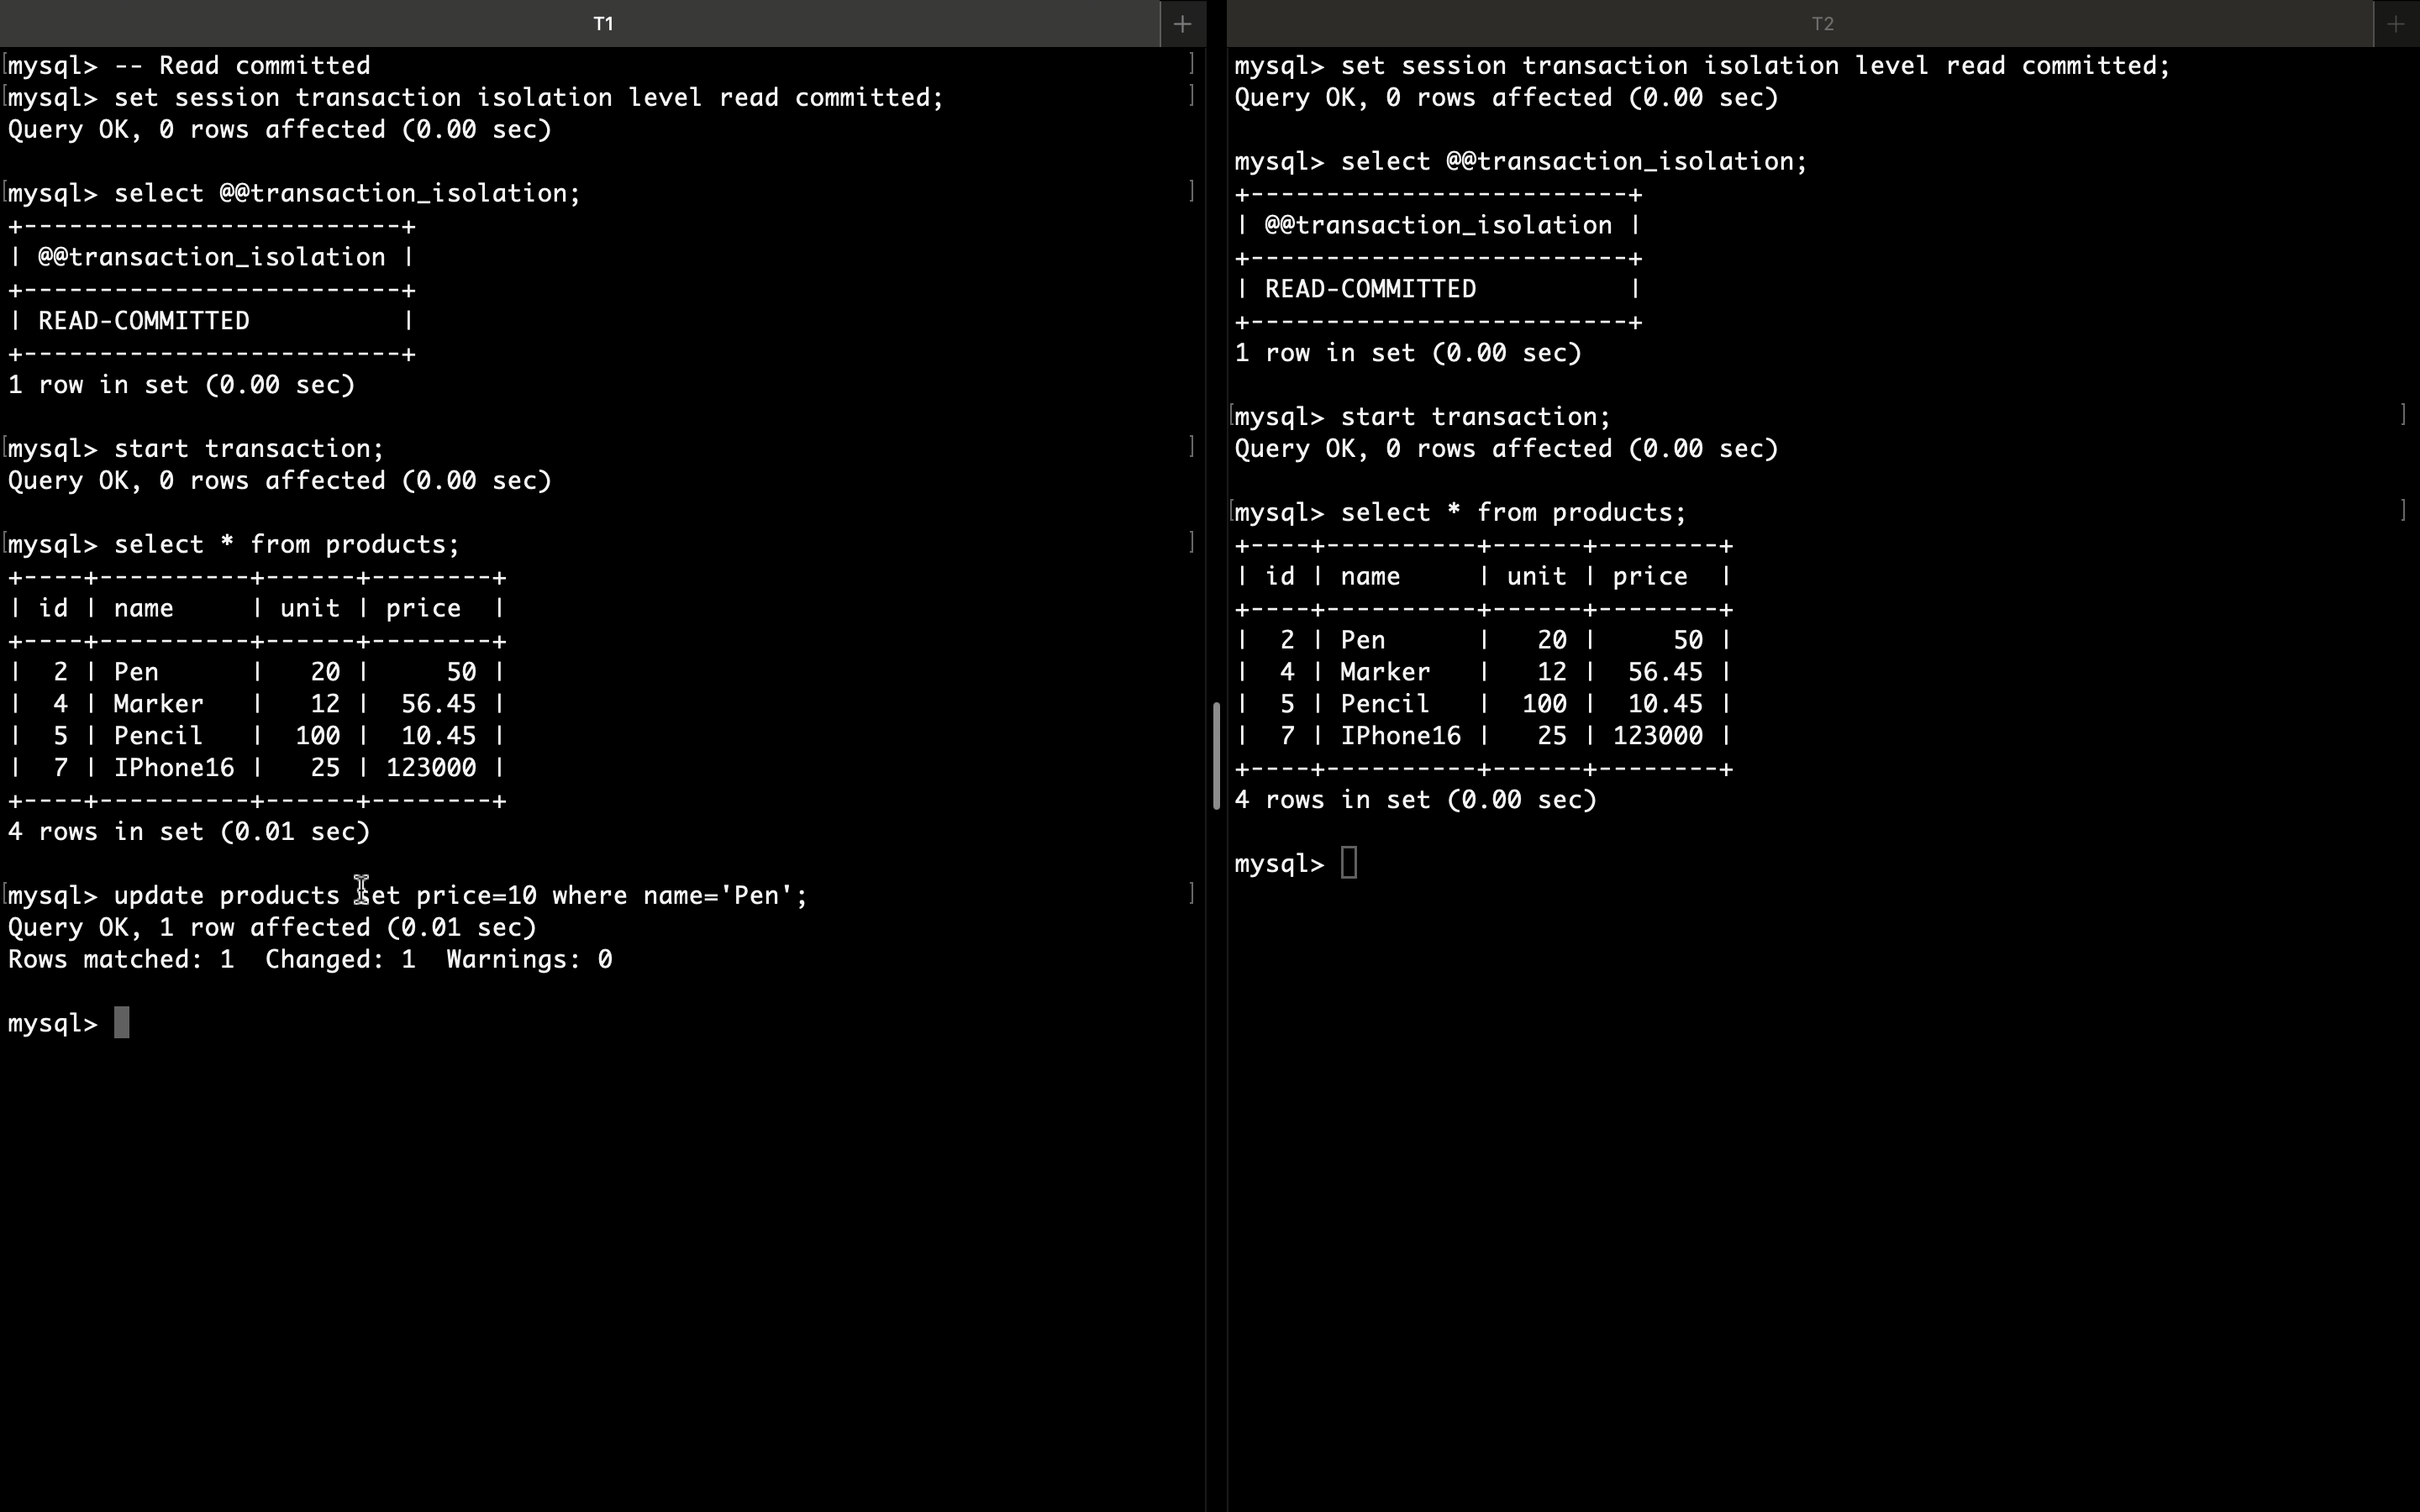 T1
mysql> -- Read committed
mysql> set session transaction isolation level read committed;
Query OK, 0 rows affected (0.00 sec)
mysql> select @@transaction_isolation;
+-------------------------+
| @@transaction_isolation |
+-------------------------+
| READ-COMMITTED          |
+-------------------------+
1 row in set (0.00 sec)
mysql> start transaction;
Query OK, 0 rows affected (0.00 sec)
mysql> select * from products;
+----+----------+------+--------+
| id | name     | unit | price  |
+----+----------+------+--------+
|  2 | Pen      |   20 |     50 |
|  4 | Marker   |   12 |  56.45 |
|  5 | Pencil   |  100 |  10.45 |
|  7 | IPhone16 |   25 | 123000 |
+----+----------+------+--------+
4 rows in set (0.01 sec)
mysql> update products set price=10 where name='Pen';
Query OK, 1 row affected (0.01 sec)
Rows matched: 1  Changed: 1  Warnings: 0
mysql>
T2
mysql> set session transaction isolation level read committed;
Query OK, 0 rows affected (0.00 sec)
mysql> select @@transaction_isolation;
+-------------------------+
| @@transaction_isolation |
+-------------------------+
| READ-COMMITTED          |
+-------------------------+
1 row in set (0.00 sec)
mysql> start transaction;
Query OK, 0 rows affected (0.00 sec)
mysql> select * from products;
+----+----------+------+--------+
| id | name     | unit | price  |
+----+----------+------+--------+
|  2 | Pen      |   20 |     50 |
|  4 | Marker   |   12 |  56.45 |
|  5 | Pencil   |  100 |  10.45 |
|  7 | IPhone16 |   25 | 123000 |
+----+----------+------+--------+
4 rows in set (0.00 sec)
mysql>